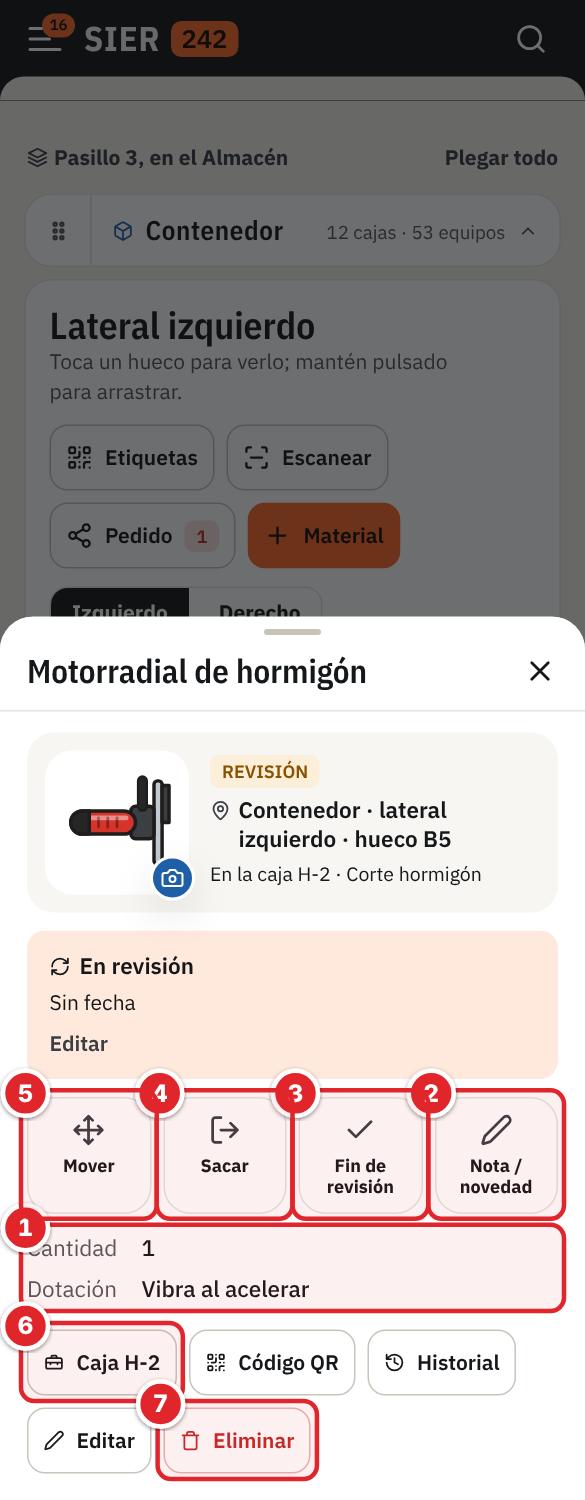 16
SIER 242
Pasillo 3, en el Almacén Plegar todo
Contenedor 12 cajas · 53 equipos
Lateral izquierdo
Toca un hueco para verlo; mantén pulsado
para arrastrar.
Etiquetas Escanear
Pedido 1 + Material
Izquierdo Derecho
Motorradial de hormigón
REVISIÓN
Contenedor · lateral
izquierdo · hueco B5
En la caja H-2 · Corte hormigón
En revisión
Sin fecha
Editar
5 4 3 2
Mover Sacar Fin de
revisión Nota /
novedad
1
Cantidad 1
Dotación Vibra al acelerar
6
Caja H-2 Código QR Historial
7
Editar Eliminar